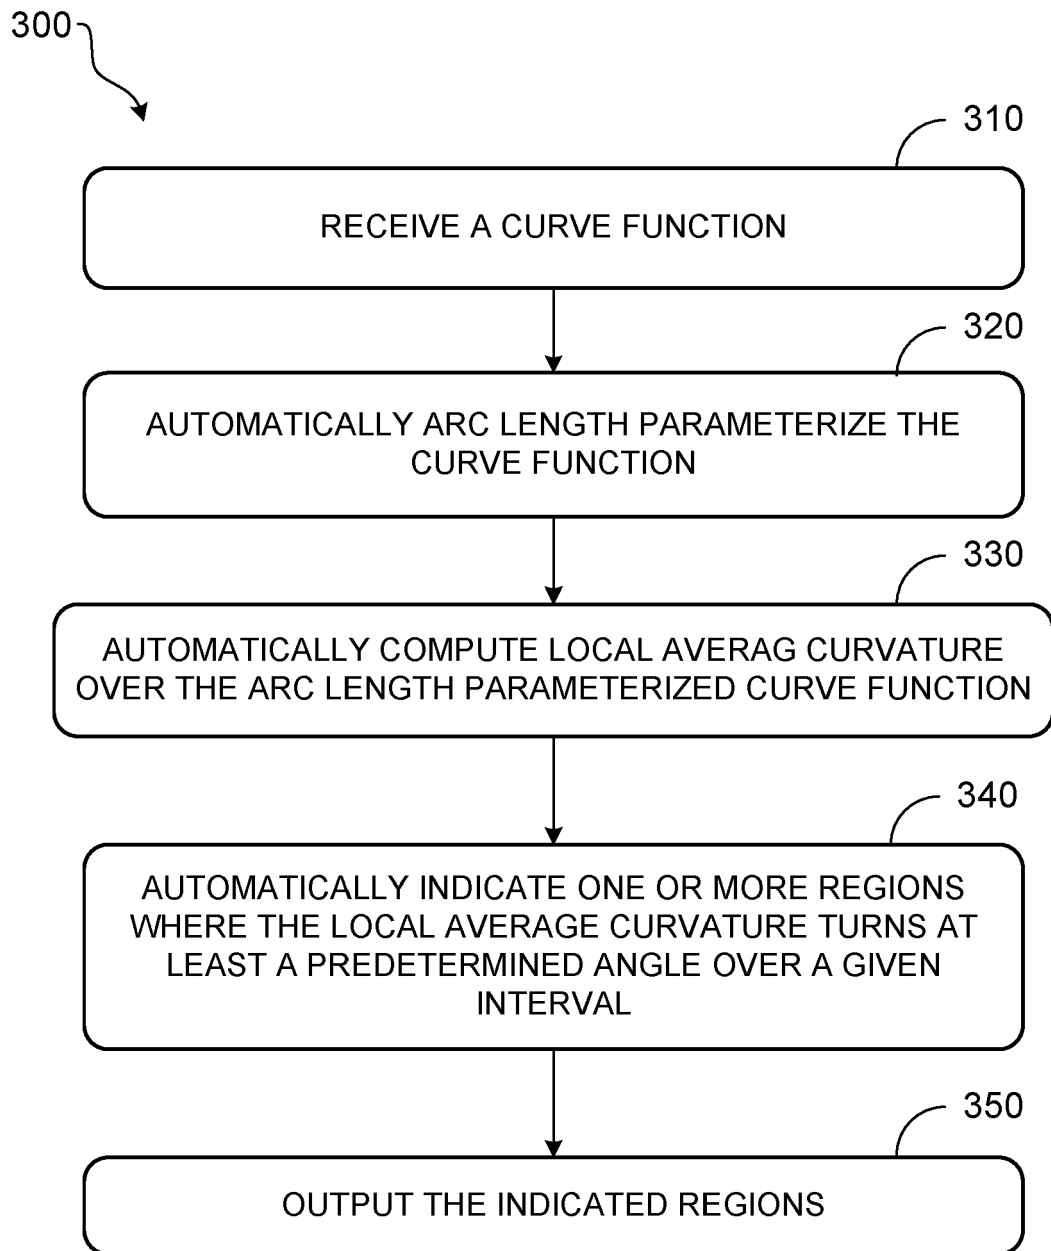 300
310
RECEIVE A CURVE FUNCTION
320
AUTOMATICALLY ARC LENGTH PARAMETERIZE THE
CURVE FUNCTION
330
AUTOMATICALLY COMPUTE LOCAL AVERAG CURVATURE
OVER THE ARC LENGTH PARAMETERIZED CURVE FUNCTION
340
AUTOMATICALLY INDICATE ONE OR MORE REGIONS
WHERE THE LOCAL AVERAGE CURVATURE TURNS AT
LEAST A PREDETERMINED ANGLE OVER A GIVEN
INTERVAL
350
OUTPUT THE INDICATED REGIONS